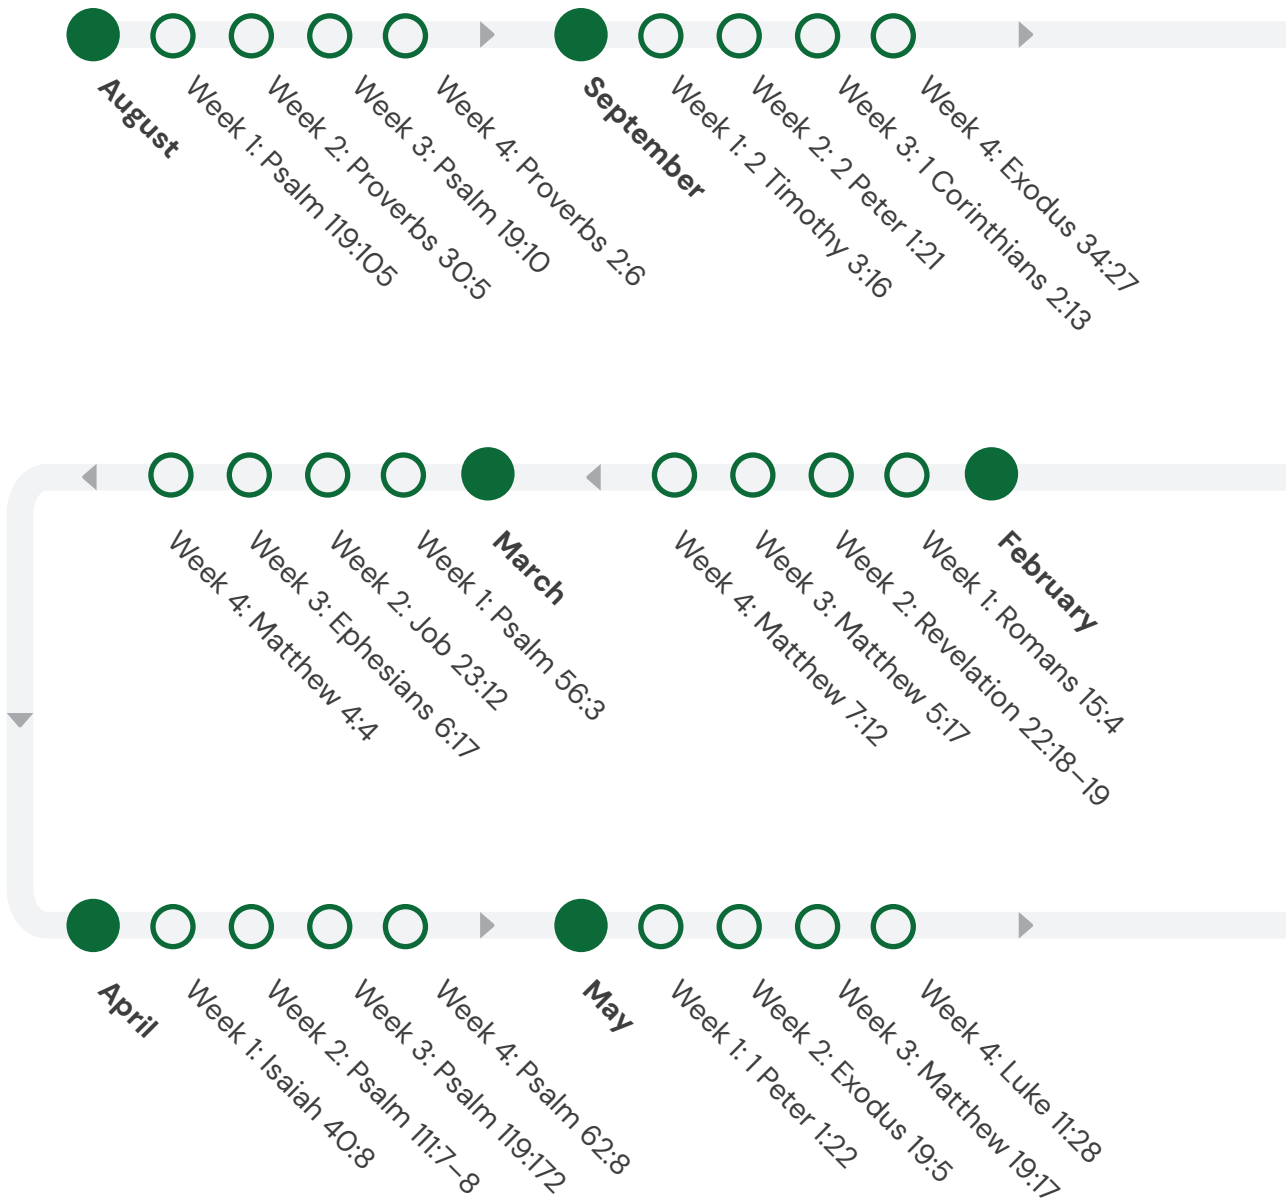 August
Week 1: Psalm 119:105
Week 2: Proverbs 30:5
Week 3: Psalm 19:10
Week 4: Proverbs 2:6
September
Week 1: 2 Timothy 3:16
Week 2: 2 Peter 1:21
Week 3: 1 Corinthians 2:13
Week 4: Exodus 34:27
Week 4: Matthew 4:4
Week 3: Ephesians 6:17
Week 2: Job 23:12
Week 1: Psalm 56:3
March
Week 4: Matthew 7:12
Week 3: Matthew 5:17
Week 2: Revelation 22:18–19
Week 1: Romans 15:4
February
April
Week 1: Isaiah 40:8
Week 2: Psalm 111:7–8
Week 3: Psalm 119:172
Week 4: Psalm 62:8
May
Week 1: 1 Peter 1:22
Week 2: Exodus 19:5
Week 3: Matthew 19:17
Week 4: Luke 11:28